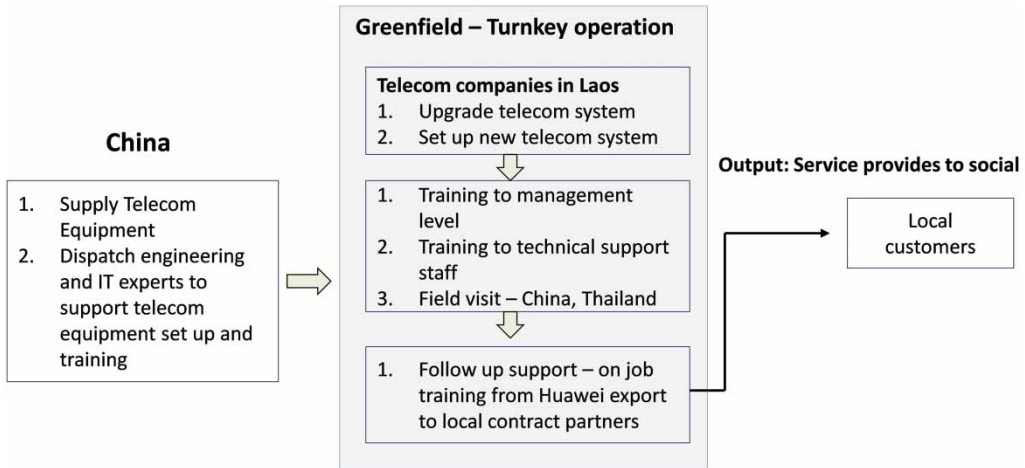 Greenfield – Turnkey operation
Telecom companies in Laos
1. Upgrade telecom system
2. Set up new telecom system
China
1. Supply Telecom
Equipment
2. Dispatch engineering
and IT experts to
support telecom
equipment set up and
training
1. Training to management
level
2. Training to technical support
staff
3. Field visit – China, Thailand
1. Follow up support – on job
training from Huawei export
to local contract partners
Output: Service provides to social
Local
customers